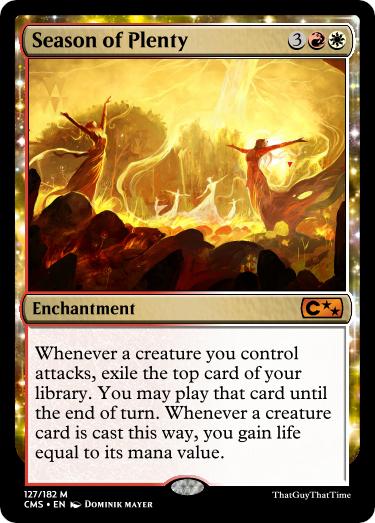 Season of Plenty 3
Enchantment C
Whenever a creature you control
attacks, exile the top card of your
library. You may play that card until
the end of turn. Whenever a creature
card is cast this way, you gain life
equal to its mana value.
127/182 M
CMS • EN DOMINIK MAYER
ThatGuyThatTime